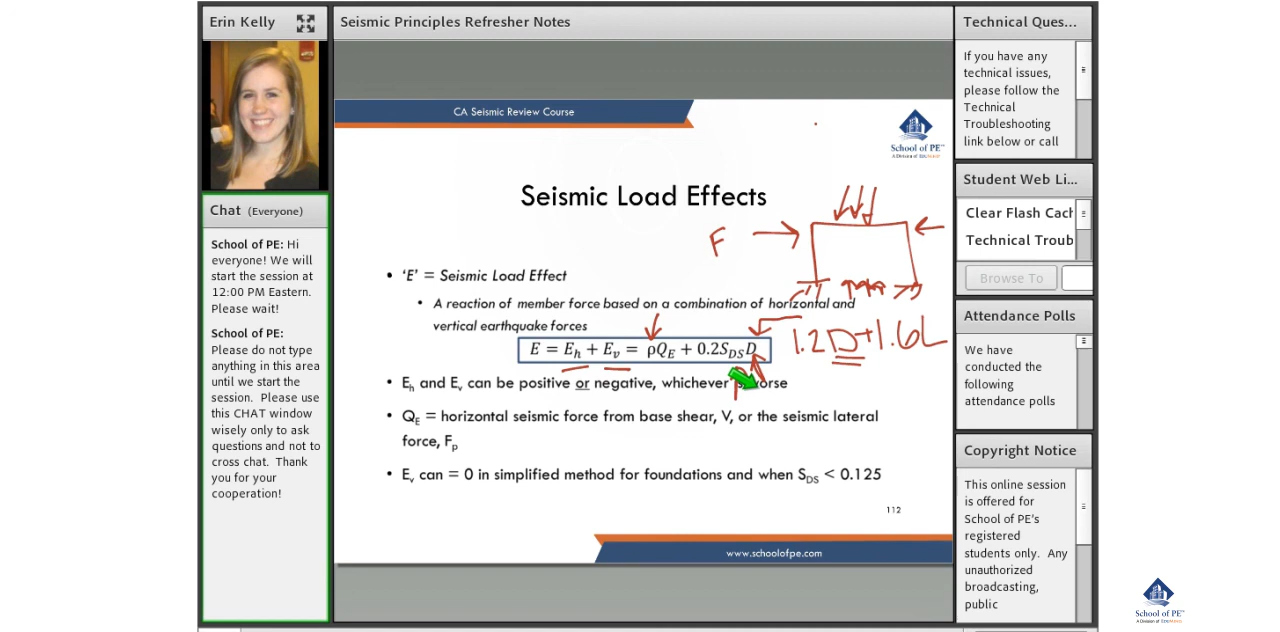 Erin Kelly
Seismic Principles Refresher Notes
Technical Ques...
If you have any
technical issues,
please follow the
Technical
Troubleshooting
link below or call
Student Web Li...
Clear Flash Cach
Technical Troub
Browse To
Attendance Polls
We have
conducted the
following
attendance polls
Copyright Notice
This online session
is offered for
School of PE's
registered
students only. Any
unauthorized
broadcasting,
public
Chat (Everyone)
School of PE: Hi
everyone! We will
start the session at
12:00 PM Eastern.
Please wait!
School of PE:
Please do not type
anything in this area
until we start the
session. Please use
this CHAT window
wisely only to ask
questions and not to
cross chat. Thank
you for your
cooperation!
CA Seismic Review Course
School of PE™
A Division of EduMind
Seismic Load Effects
F
• 'E' = Seismic Load Effect
• A reaction of member force based on a combination of horizontal and
vertical earthquake forces
1.2D+1.6L
E = Eh + Ev = ρQE + 0.2SDSD
• Eh and Ev can be positive or negative, whichever is worse
• QE = horizontal seismic force from base shear, V, or the seismic lateral
force, Fp
• Ev can = 0 in simplified method for foundations and when SDS < 0.125
112
www.schoolofpe.com
School of PE™